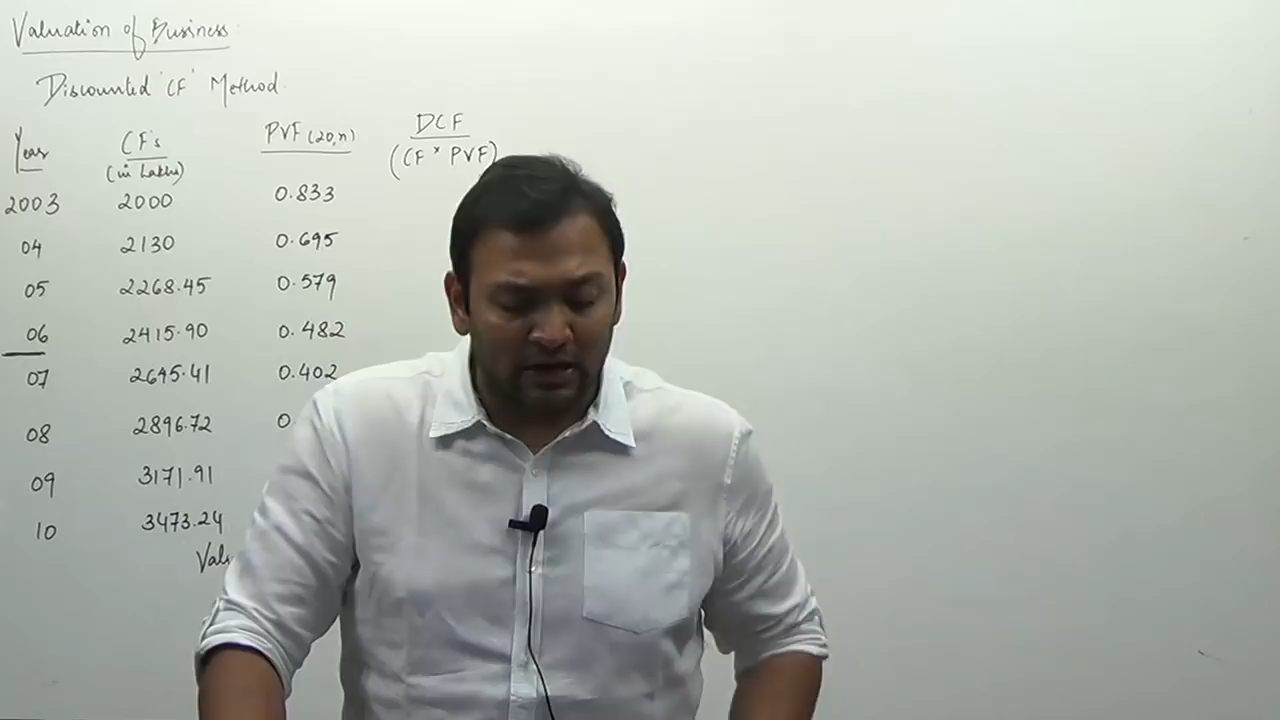 Valuation of Business
Discounted 'CF' Method
Years CFs PVF (20,n) DCF
(in Lakhs) (CF × PVF)
2003 2000 0.833
04 2130 0.695
05 2268.45 0.579
06 2415.90 0.482
07 2645.41 0.402
08 2896.72 0.
09 3171.91
10 3473.24